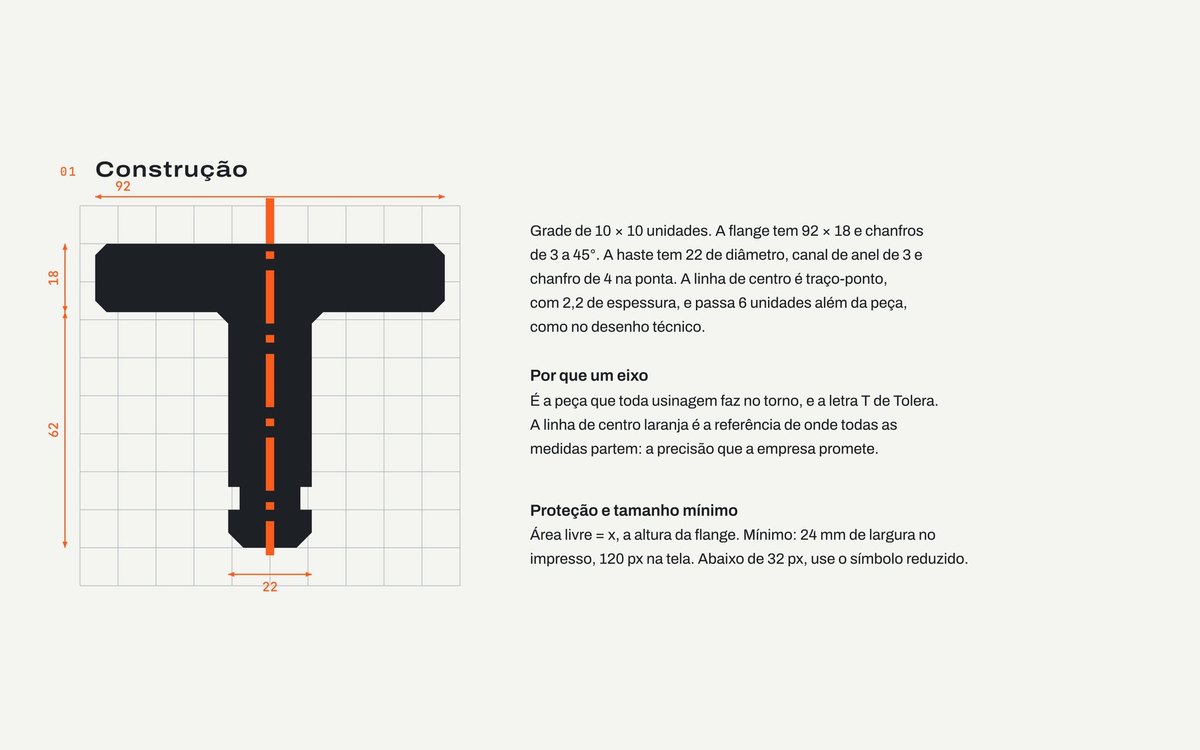 01 Construção
92
18
62
22
Grade de 10 × 10 unidades. A flange tem 92 × 18 e chanfros
de 3 a 45°. A haste tem 22 de diâmetro, canal de anel de 3 e
chanfro de 4 na ponta. A linha de centro é traço-ponto,
com 2,2 de espessura, e passa 6 unidades além da peça,
como no desenho técnico.
Por que um eixo
É a peça que toda usinagem faz no torno, e a letra T de Tolera.
A linha de centro laranja é a referência de onde todas as
medidas partem: a precisão que a empresa promete.
Proteção e tamanho mínimo
Área livre = x, a altura da flange. Mínimo: 24 mm de largura no
impresso, 120 px na tela. Abaixo de 32 px, use o símbolo reduzido.